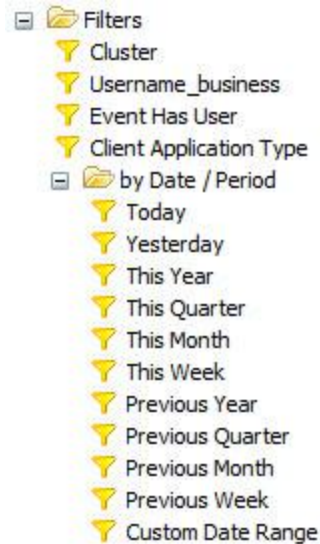 Filters
Cluster
Username_business
Event Has User
Client Application Type
by Date / Period
Today
Yesterday
This Year
This Quarter
This Month
This Week
Previous Year
Previous Quarter
Previous Month
Previous Week
Custom Date Range